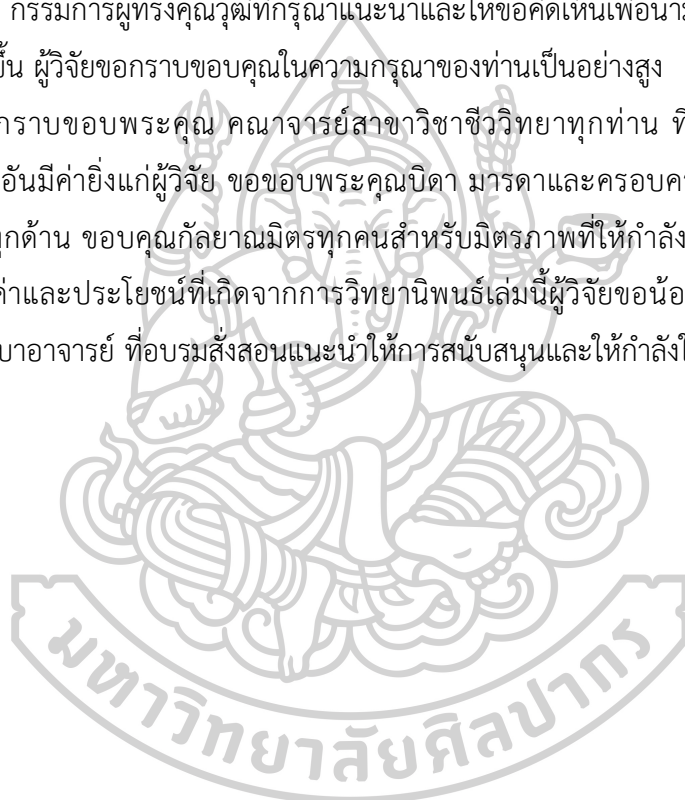 กรรมการผู้ทรงคุณวุฒิที่กรุณาแนะนำและให้ข้อคิดเห็นเพื่อนำม
ขึ้น ผู้วิจัยขอกราบขอบคุณในความกรุณาของท่านเป็นอย่างสูง
กราบขอบพระคุณ คณาจารย์สาขาวิชาชีววิทยาทุกท่าน ที
อันมีค่ายิ่งแก่ผู้วิจัย ขอขอบพระคุณบิดา มารดาและครอบค
ทุกด้าน ขอบคุณกัลยาณมิตรทุกคนสำหรับมิตรภาพที่ให้กำลัง
ค่าและประโยชน์ที่เกิดจากการวิทยานิพนธ์เล่มนี้ผู้วิจัยขอน้อ
บาอาจารย์ ที่อบรมสั่งสอนแนะนำให้การสนับสนุนและให้กำลังใ
มหาวิทยาลัยศิลปากร